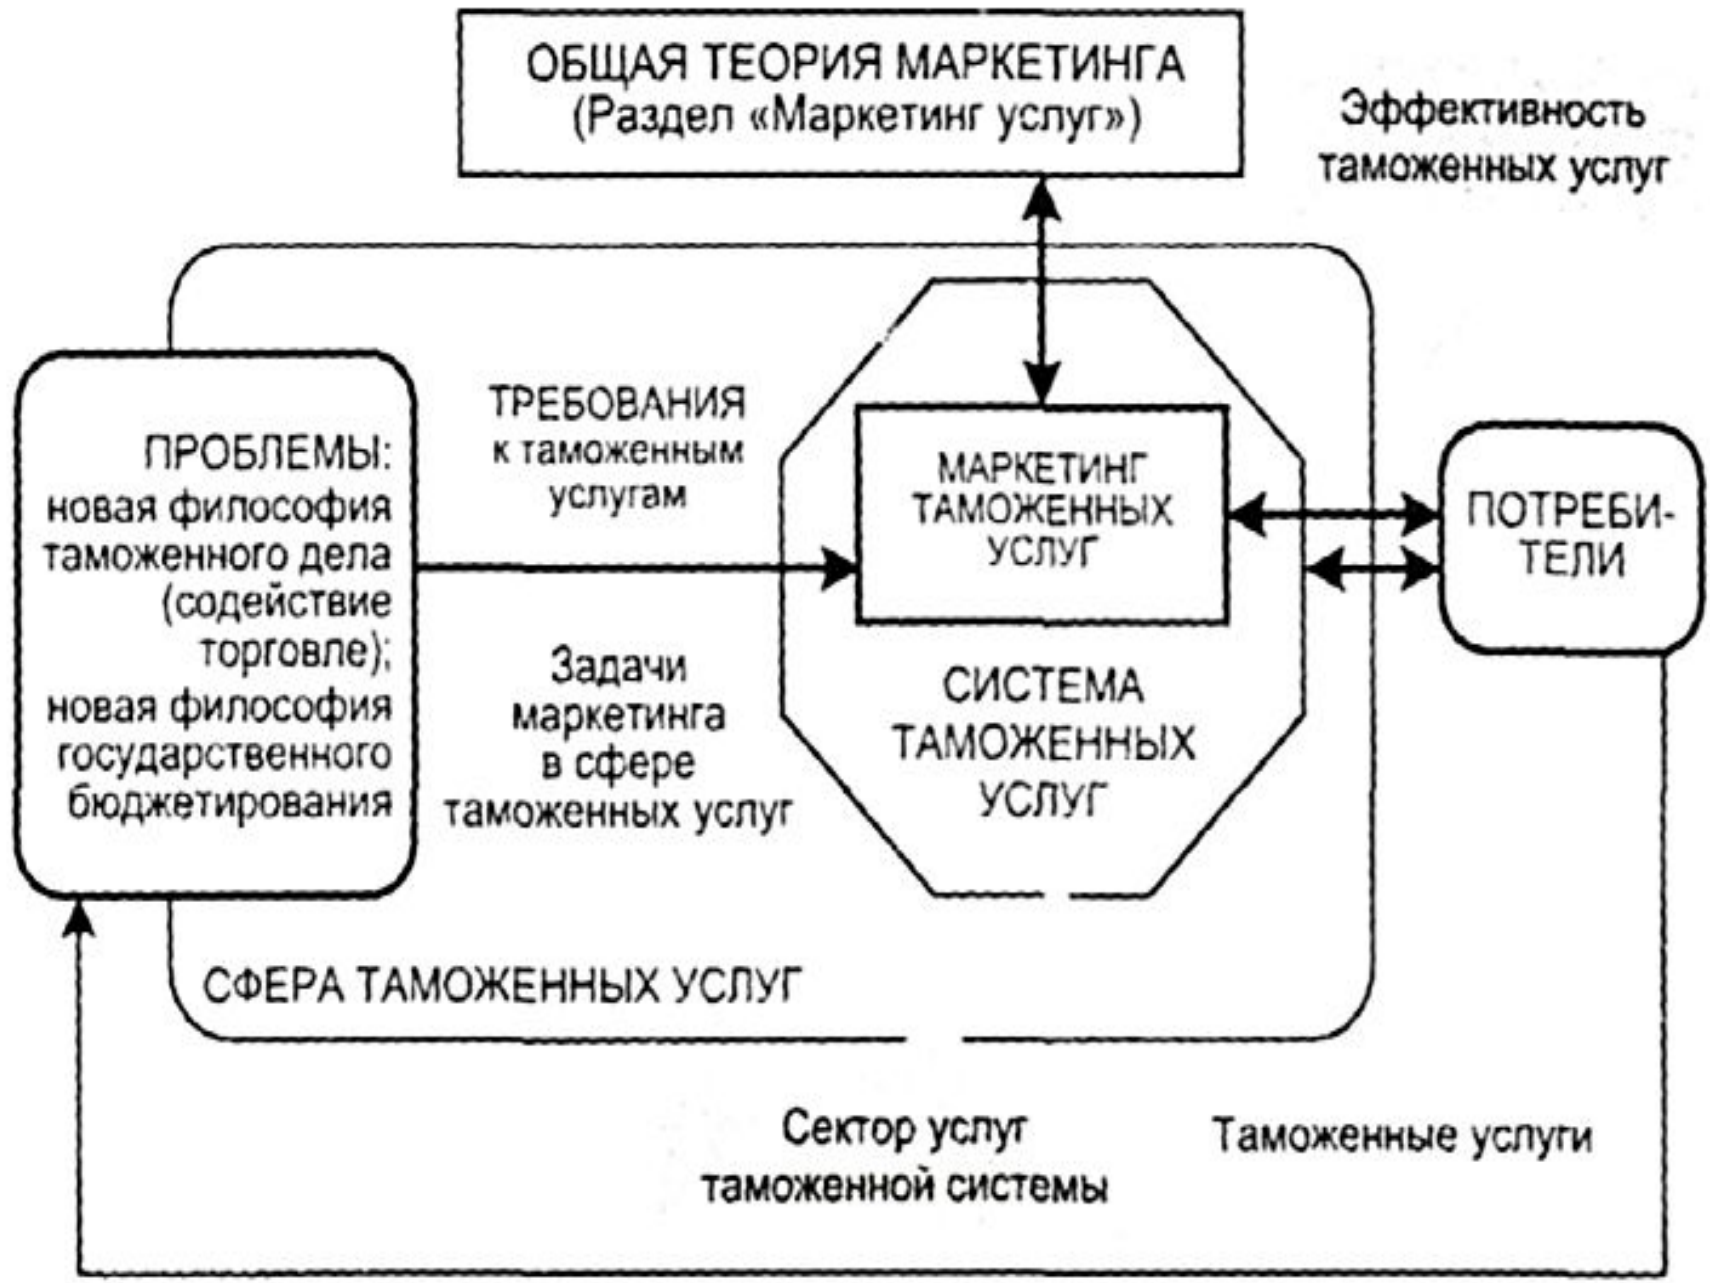 ОБЩАЯ ТЕОРИЯ МАРКЕТИНГА
(Раздел «Маркетинг услуг»)
Эффективность
таможенных услуг
ПРОБЛЕМЫ:
новая философия
таможенного дела
(содействие
торговле);
новая философия
государственного
бюджетирования
ТРЕБОВАНИЯ
к таможенным
услугам
Задачи
маркетинга
в сфере
таможенных услуг
МАРКЕТИНГ
ТАМОЖЕННЫХ
УСЛУГ
СИСТЕМА
ТАМОЖЕННЫХ
УСЛУГ
ПОТРЕБИ-
ТЕЛИ
СФЕРА ТАМОЖЕННЫХ УСЛУГ
Сектор услуг
таможенной системы
Таможенные услуги